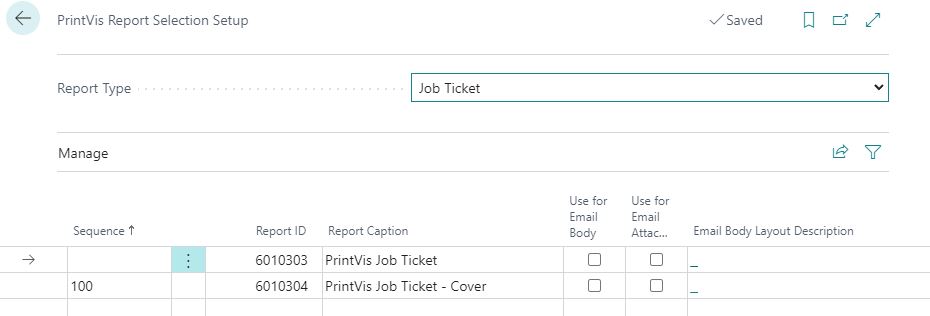 PrintVis Report Selection Setup
Saved
Report Type
Job Ticket
Manage
Sequence ↑
Report ID
Report Caption
Use for Email Body
Use for Email Attac...
Email Body Layout Description
6010303 PrintVis Job Ticket _
100 6010304 PrintVis Job Ticket - Cover _